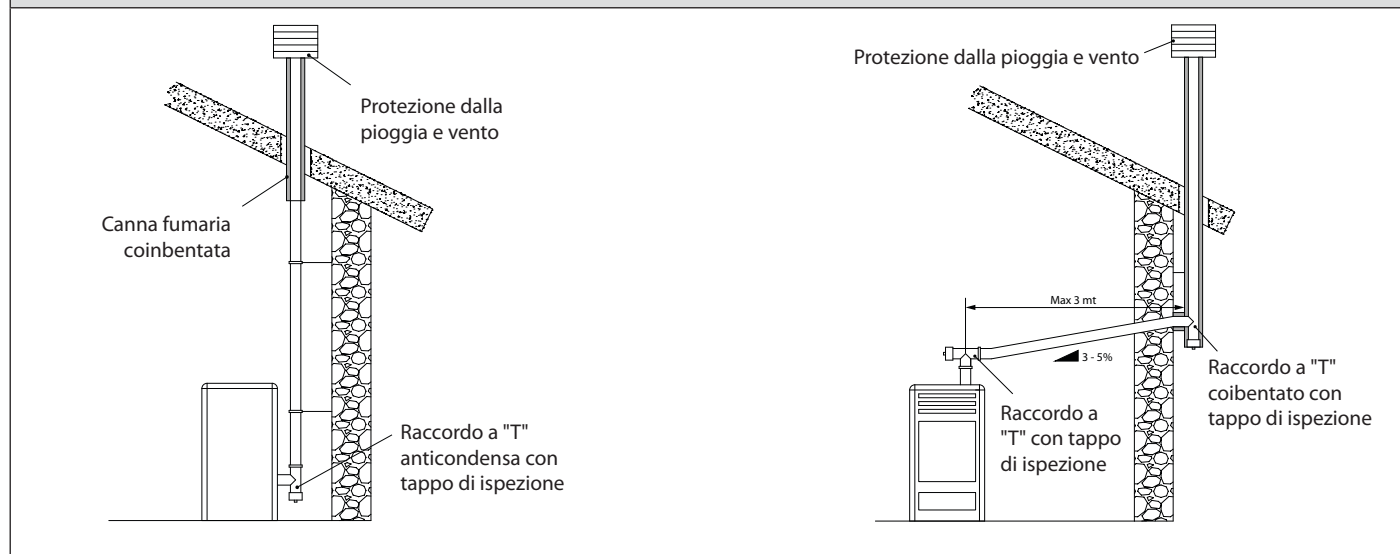 Protezione dalla
pioggia e vento
Canna fumaria
coinbentata
Raccordo a "T"
anticondensa con
tappo di ispezione
Protezione dalla pioggia e vento
Max 3 mt
3 - 5%
Raccordo a
"T" con tappo
di ispezione
Raccordo a "T"
coibentato con
tappo di ispezione